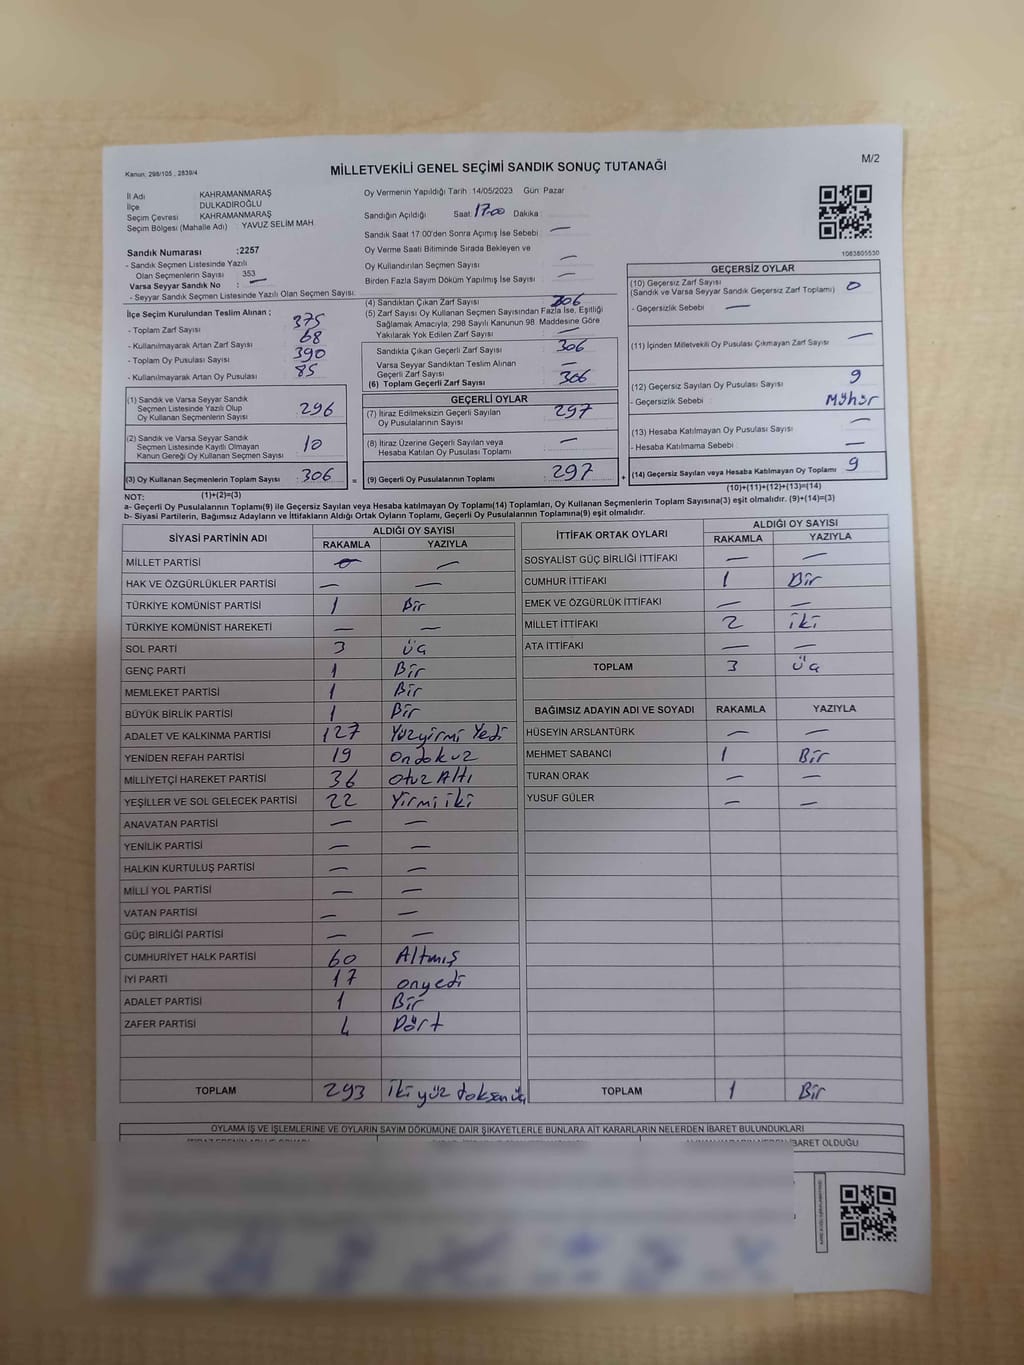 M/2
Kanun: 298/105 , 2839/4
MİLLETVEKİLİ GENEL SEÇİMİ SANDIK SONUÇ TUTANAĞI
İl Adı KAHRAMANMARAŞ
İlçe DULKADİROĞLU
Seçim Çevresi KAHRAMANMARAŞ
Seçim Bölgesi (Mahalle Adı) : YAVUZ SELİM MAH
Sandık Numarası :2257
- Sandık Seçmen Listesinde Yazılı
Olan Seçmenlerin Sayısı : 353
Varsa Seyyar Sandık No : —
- Seyyar Sandık Seçmen Listesinde Yazılı Olan Seçmen Sayısı:
Oy Vermenin Yapıldığı Tarih 14/05/2023 Gün: Pazar
Sandığın Açıldığı Saat: 17:00 Dakika :
Sandık Saat 17:00'den Sonra Açımış İse Sebebi : —
Oy Verme Saati Bitiminde Sırada Bekleyen ve
Oy Kullandırılan Seçmen Sayısı —
Birden Fazla Sayım Döküm Yapılmış İse Sayısı : —
1063805530
İlçe Seçim Kurulundan Teslim Alınan ;
- Toplam Zarf Sayısı 375
- Kullanılmayarak Artan Zarf Sayısı 68
- Toplam Oy Pusulası Sayısı 390
- Kullanılmayarak Artan Oy Pusulası 85
(1) Sandık ve Varsa Seyyar Sandık
Seçmen Listesinde Yazılı Olup
Oy Kullanan Seçmenlerin Sayısı 296
(2) Sandık ve Varsa Seyyar Sandık
Seçmen Listesinde Kayıtlı Olmayan
Kanun Gereği Oy Kullanan Seçmen Sayısı 10
(3) Oy Kullanan Seçmenlerin Toplam Sayısı 306
(1)+(2)=(3)
(4) Sandıktan Çıkan Zarf Sayısı 306
(5) Zarf Sayısı Oy Kullanan Seçmen Sayısından Fazla İse, Eşitliği
Sağlamak Amacıyla; 298 Sayılı Kanunun 98. Maddesine Göre
Yakılarak Yok Edilen Zarf Sayısı —
Sandıkta Çıkan Geçerli Zarf Sayısı 306
Varsa Seyyar Sandıktan Teslim Alınan
Geçerli Zarf Sayısı —
(6) Toplam Geçerli Zarf Sayısı 306
GEÇERLİ OYLAR
(7) İtiraz Edilmeksizin Geçerli Sayılan
Oy Pusulalarının Sayısı 297
(8) İtiraz Üzerine Geçerli Sayılan veya
Hesaba Katılan Oy Pusulası Toplamı —
= (9) Geçerli Oy Pusulalarının Toplamı 297 +
GEÇERSİZ OYLAR
(10) Geçersiz Zarf Sayısı
(Sandık ve Varsa Seyyar Sandık Geçersiz Zarf Toplamı) 0
- Geçersizlik Sebebi : —
(11) İçinden Milletvekili Oy Pusulası Çıkmayan Zarf Sayısı —
(12) Geçersiz Sayılan Oy Pusulası Sayısı 9
- Geçersizlik Sebebi : Mühür
(13) Hesaba Katılmayan Oy Pusulası Sayısı —
- Hesaba Katılmama Sebebi : —
(14) Geçersiz Sayılan veya Hesaba Katılmayan Oy Toplamı 9
(10)+(11)+(12)+(13)=(14)
NOT:
a- Geçerli Oy Pusulalarının Toplamı(9) ile Geçersiz Sayılan veya Hesaba katılmayan Oy Toplamı(14) Toplamları, Oy Kullanan Seçmenlerin Toplam Sayısına(3) eşit olmalıdır. (9)+(14)=(3)
b- Siyasi Partilerin, Bağımsız Adayların ve İttifakların Aldığı Ortak Oyların Toplamı, Geçerli Oy Pusulalarının Toplamına(9) eşit olmalıdır.
SİYASİ PARTİNİN ADI ALDIĞI OY SAYISI
RAKAMLA YAZIYLA
MİLLET PARTİSİ —
HAK VE ÖZGÜRLÜKLER PARTİSİ — —
TÜRKİYE KOMÜNİST PARTİSİ 1 Bir
TÜRKİYE KOMÜNİST HAREKETİ — —
SOL PARTİ 3 üç
GENÇ PARTİ 1 Bir
MEMLEKET PARTİSİ 1 Bir
BÜYÜK BİRLİK PARTİSİ 1 Bir
ADALET VE KALKINMA PARTİSİ 127 Yüzyirmi Yedi
YENİDEN REFAH PARTİSİ 19 ondokuz
MİLLİYETÇİ HAREKET PARTİSİ 36 otuz Altı
YEŞİLLER VE SOL GELECEK PARTİSİ 22 Yirmi iki
ANAVATAN PARTİSİ — —
YENİLİK PARTİSİ — —
HALKIN KURTULUŞ PARTİSİ — —
MİLLİ YOL PARTİSİ — —
VATAN PARTİSİ — —
GÜÇ BİRLİĞİ PARTİSİ — —
CUMHURİYET HALK PARTİSİ 60 Altmış
İYİ PARTİ 17 onyedi
ADALET PARTİSİ 1 Bir
ZAFER PARTİSİ 4 Dört
TOPLAM 293 iki yüz doksan üç
İTTİFAK ORTAK OYLARI ALDIĞI OY SAYISI
RAKAMLA YAZIYLA
SOSYALİST GÜÇ BİRLİĞİ İTTİFAKI — —
CUMHUR İTTİFAKI 1 Bir
EMEK VE ÖZGÜRLÜK İTTİFAKI — —
MİLLET İTTİFAKI 2 iki
ATA İTTİFAKI — —
TOPLAM 3 üç
BAĞIMSIZ ADAYIN ADI VE SOYADI RAKAMLA YAZIYLA
HÜSEYİN ARSLANTÜRK — —
MEHMET SABANCI 1 Bir
TURAN ORAK — —
YUSUF GÜLER — —
TOPLAM 1 Bir
OYLAMA İŞ VE İŞLEMLERİNE VE OYLARIN SAYIM DÖKÜMÜNE DAİR ŞİKAYETLERLE BUNLARA AİT KARARLARIN NELERDEN İBARET BULUNDUKLARI
İBARET OLDUĞU